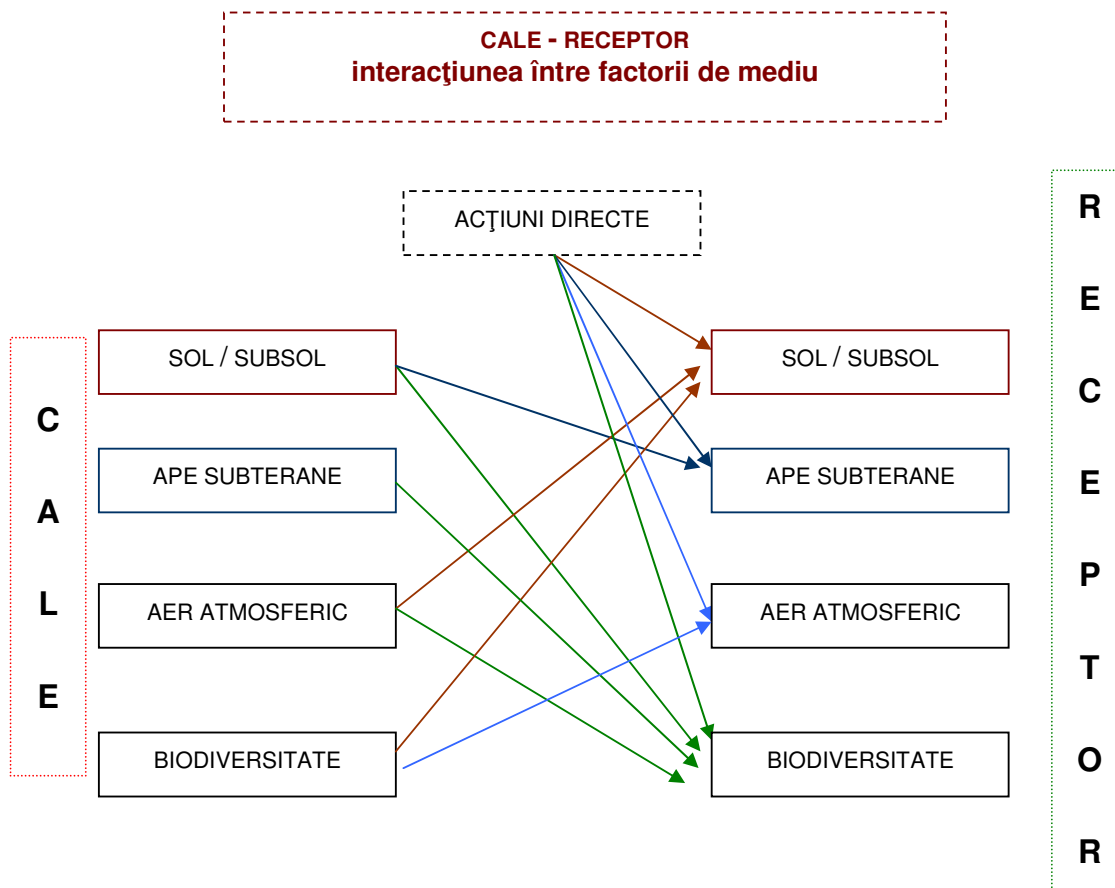 CALE - RECEPTOR
interacţiunea între factorii de mediu
ACŢIUNI DIRECTE
SOL / SUBSOL
APE SUBTERANE
AER ATMOSFERIC
BIODIVERSITATE
SOL / SUBSOL
APE SUBTERANE
AER ATMOSFERIC
BIODIVERSITATE
C
A
L
E
R
E
C
E
P
T
O
R